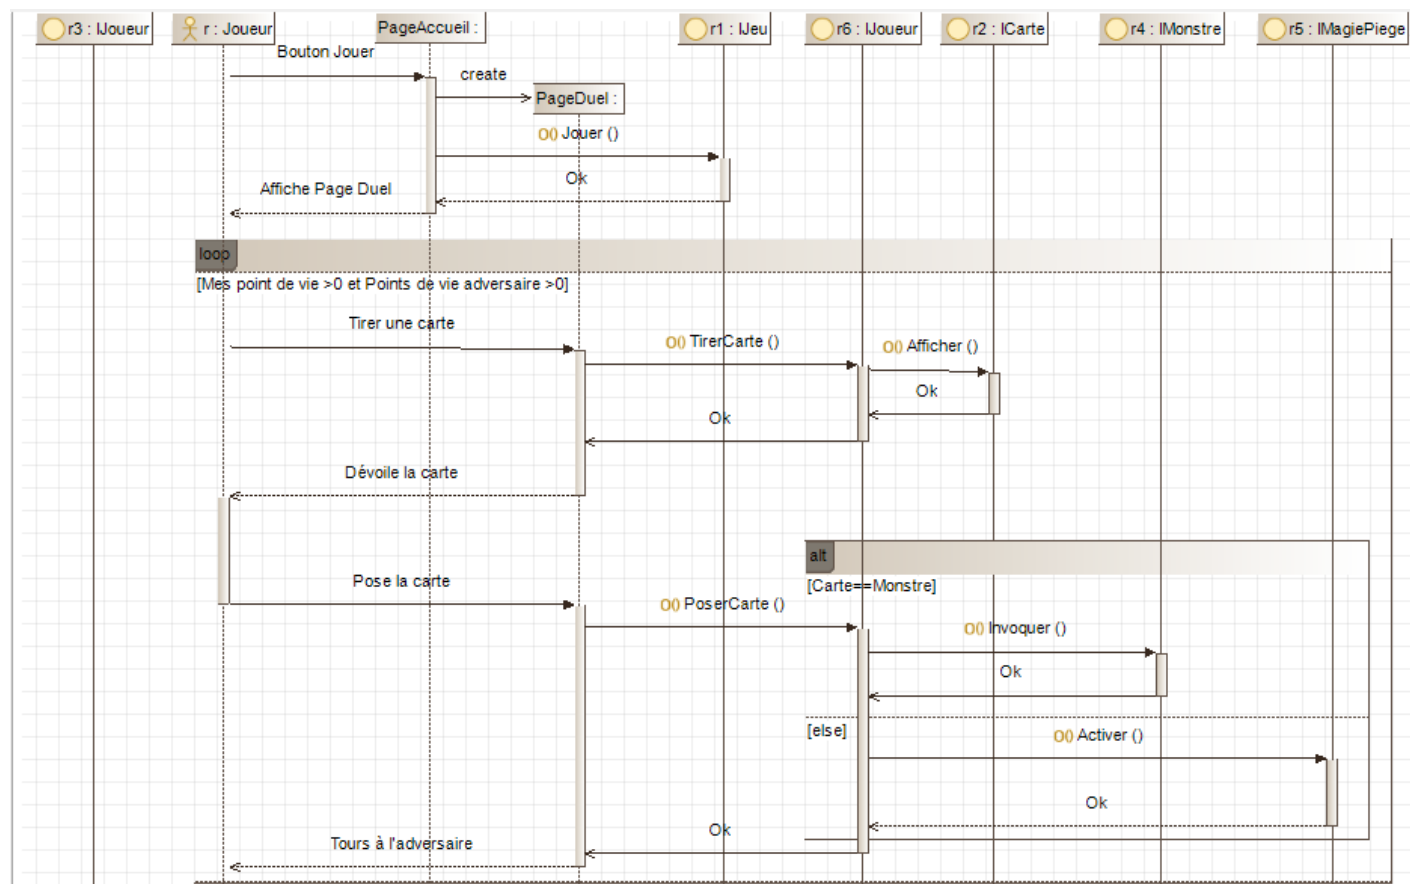 r3 : IJoueur
r : Joueur
PageAccueil :
r1 : IJeu
r6 : IJoueur
r2 : ICarte
r4 : IMonstre
r5 : IMagiePiege
Bouton Jouer
create
PageDuel :
O() Jouer ()
Ok
Affiche Page Duel
loop
[Mes point de vie >0 et Points de vie adversaire >0]
Tirer une carte
O() TirerCarte ()
O() Afficher ()
Ok
Ok
Dévoile la carte
alt
[Carte==Monstre]
Pose la carte
O() PoserCarte ()
O() Invoquer ()
Ok
[else]
O() Activer ()
Ok
Ok
Tours à l'adversaire